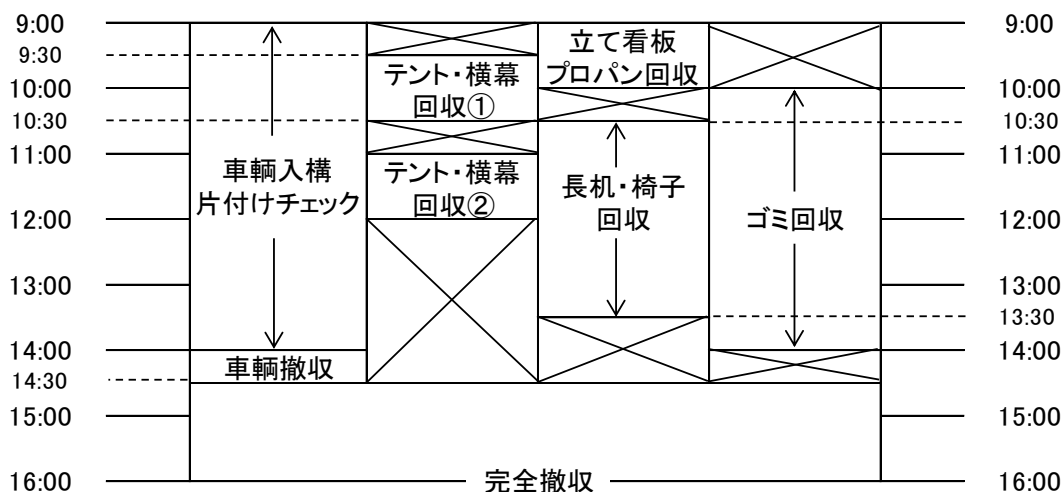 9:00
9:30
10:00
10:30
11:00
12:00
13:00
14:00
14:30
15:00
16:00
車輌入構
片付けチェック
車輌撤収
テント・横幕
回収①
テント・横幕
回収②
立て看板
プロパン回収
長机・椅子
回収
ゴミ回収
完全撤収
9:00
10:00
10:30
11:00
12:00
13:00
13:30
14:00
15:00
16:00